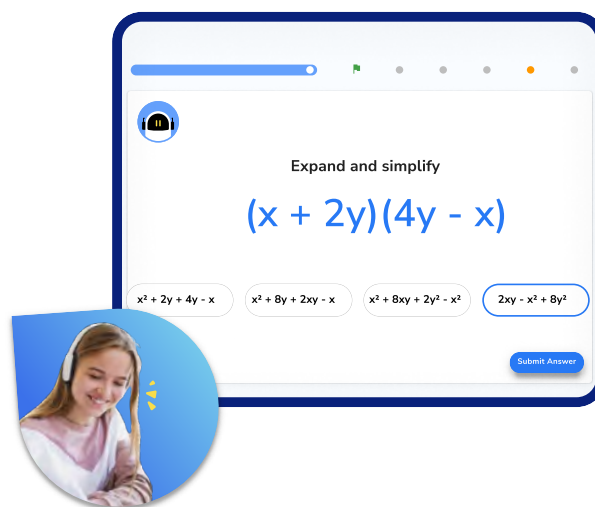 Expand and simplify
(x + 2y)(4y - x)
x² + 2y + 4y - x
x² + 8y + 2xy - x
x² + 8xy + 2y² - x²
2xy - x² + 8y²
Submit Answer